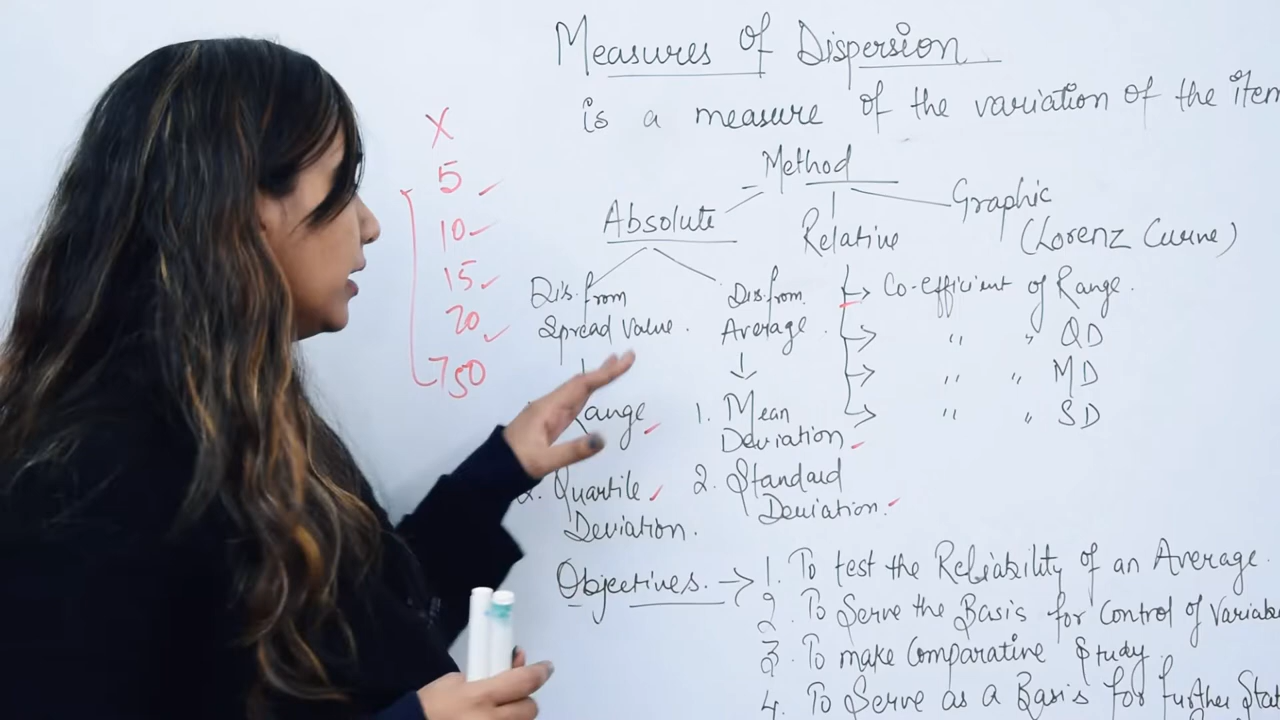 Measures of Dispersion
is a measure of the variation of the item
X
5
10
15
20
750
Method
Absolute
Relative
Graphic
(Lorenz Curve)
Dis. from
Spread Value.
Range
2. Quartile
Deviation.
Dis. from
Average
1. Mean
Deviation
2. Standard
Deviation.
Co-efficient of Range.
" " QD
" " MD
" " SD
Objectives. → 1. To test the Reliability of an Average.
2. To Serve the Basis for Control of
3. To make Comparative Study
4. To Serve as a Basis for further